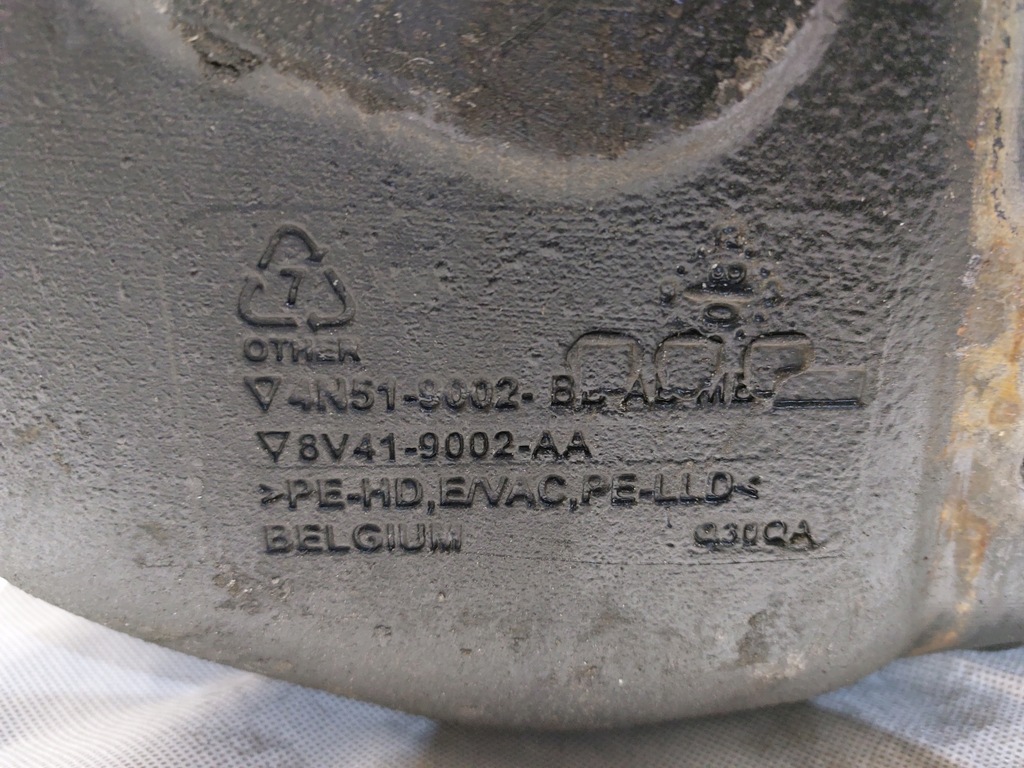 7
OTHER
▽4N51-9002-
▽8V41-9002-AA
>PE-HD,E/VAC,PE-LLD<
BELGIUM